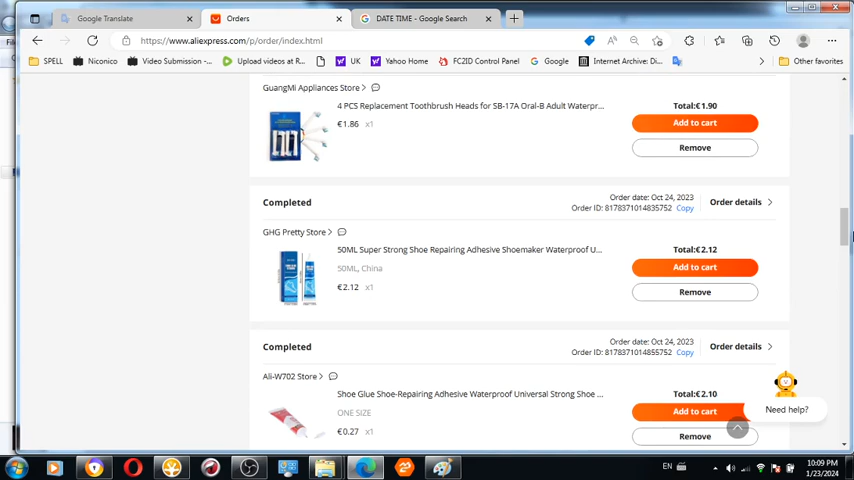 Google Translate
Orders
DATE TIME - Google Search
https://www.aliexpress.com/p/order/index.html
SPELL
Niconico
Video Submission -...
Upload videos at R...
UK
Yahoo Home
FC2ID Control Panel
Google
Internet Archive: Di...
Other favorites
GuangMi Appliances Store
4 PCS Replacement Toothbrush Heads for SB-17A Oral-B Adult Waterpr...
Total:€1.90
€1.86 x1
Add to cart
Remove
Completed
Order date: Oct 24, 2023
Order ID: 8178371014835752 Copy
Order details
GHG Pretty Store
50ML Super Strong Shoe Repairing Adhesive Shoemaker Waterproof U...
Total:€2.12
50ML, China
€2.12 x1
Add to cart
Remove
Completed
Order date: Oct 24, 2023
Order ID: 8178371014855752 Copy
Order details
Ali-W702 Store
Shoe Glue Shoe-Repairing Adhesive Waterproof Universal Strong Shoe ...
Total:€2.10
ONE SIZE
€0.27 x1
Add to cart
Remove
Need help?
EN
10:09 PM
1/23/2024